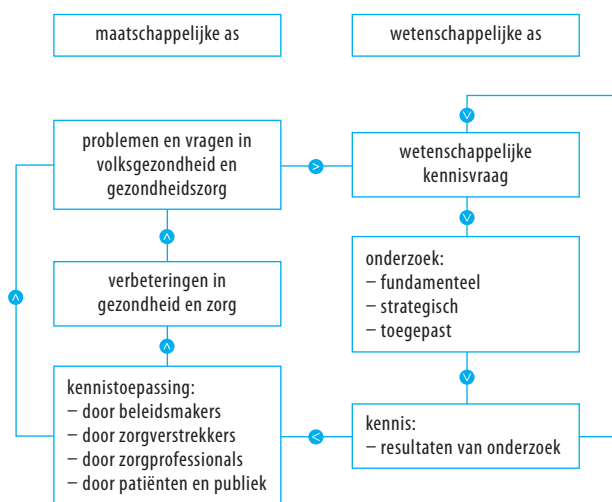 maatschappelijke as
wetenschappelijke as
problemen en vragen in
volksgezondheid en
gezondheidszorg
wetenschappelijke
kennisvraag
verbeteringen in
gezondheid en zorg
onderzoek:
– fundamenteel
– strategisch
– toegepast
kennistoepassing:
– door beleidsmakers
– door zorgverstrekkers
– door zorgprofessionals
– door patiënten en publiek
kennis:
– resultaten van onderzoek